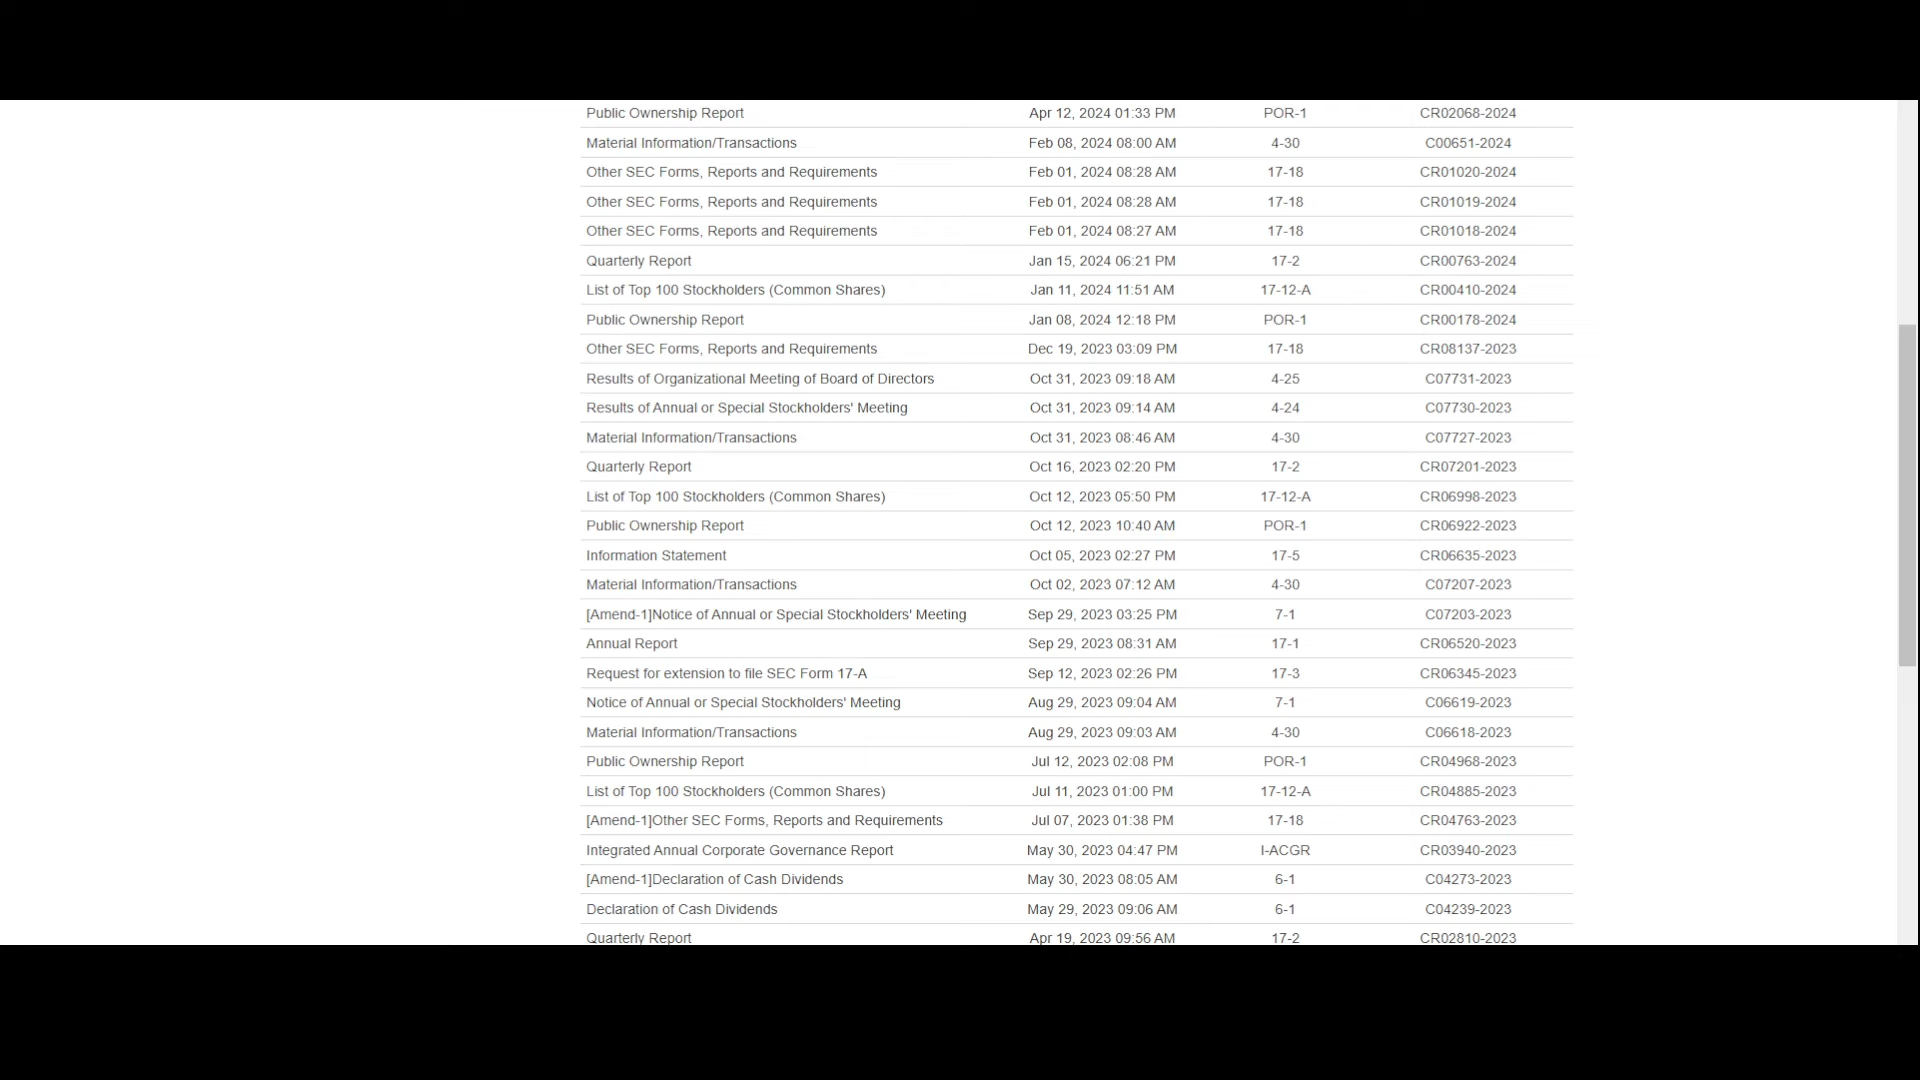 Public Ownership Report Apr 12, 2024 01:33 PM POR-1 CR02068-2024
Material Information/Transactions Feb 08, 2024 08:00 AM 4-30 C00651-2024
Other SEC Forms, Reports and Requirements Feb 01, 2024 08:28 AM 17-18 CR01020-2024
Other SEC Forms, Reports and Requirements Feb 01, 2024 08:28 AM 17-18 CR01019-2024
Other SEC Forms, Reports and Requirements Feb 01, 2024 08:27 AM 17-18 CR01018-2024
Quarterly Report Jan 15, 2024 06:21 PM 17-2 CR00763-2024
List of Top 100 Stockholders (Common Shares) Jan 11, 2024 11:51 AM 17-12-A CR00410-2024
Public Ownership Report Jan 08, 2024 12:18 PM POR-1 CR00178-2024
Other SEC Forms, Reports and Requirements Dec 19, 2023 03:09 PM 17-18 CR08137-2023
Results of Organizational Meeting of Board of Directors Oct 31, 2023 09:18 AM 4-25 C07731-2023
Results of Annual or Special Stockholders' Meeting Oct 31, 2023 09:14 AM 4-24 C07730-2023
Material Information/Transactions Oct 31, 2023 08:46 AM 4-30 C07727-2023
Quarterly Report Oct 16, 2023 02:20 PM 17-2 CR07201-2023
List of Top 100 Stockholders (Common Shares) Oct 12, 2023 05:50 PM 17-12-A CR06998-2023
Public Ownership Report Oct 12, 2023 10:40 AM POR-1 CR06922-2023
Information Statement Oct 05, 2023 02:27 PM 17-5 CR06635-2023
Material Information/Transactions Oct 02, 2023 07:12 AM 4-30 C07207-2023
[Amend-1]Notice of Annual or Special Stockholders' Meeting Sep 29, 2023 03:25 PM 7-1 C07203-2023
Annual Report Sep 29, 2023 08:31 AM 17-1 CR06520-2023
Request for extension to file SEC Form 17-A Sep 12, 2023 02:26 PM 17-3 CR06345-2023
Notice of Annual or Special Stockholders' Meeting Aug 29, 2023 09:04 AM 7-1 C06619-2023
Material Information/Transactions Aug 29, 2023 09:03 AM 4-30 C06618-2023
Public Ownership Report Jul 12, 2023 02:08 PM POR-1 CR04968-2023
List of Top 100 Stockholders (Common Shares) Jul 11, 2023 01:00 PM 17-12-A CR04885-2023
[Amend-1]Other SEC Forms, Reports and Requirements Jul 07, 2023 01:38 PM 17-18 CR04763-2023
Integrated Annual Corporate Governance Report May 30, 2023 04:47 PM I-ACGR CR03940-2023
[Amend-1]Declaration of Cash Dividends May 30, 2023 08:05 AM 6-1 C04273-2023
Declaration of Cash Dividends May 29, 2023 09:06 AM 6-1 C04239-2023
Quarterly Report Apr 19, 2023 09:56 AM 17-2 CR02810-2023